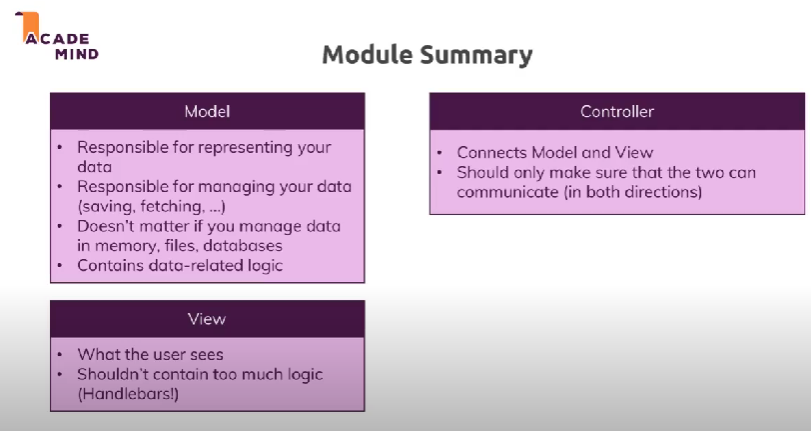 ACADE
MIND
Module Summary
Model
• Responsible for representing your
data
• Responsible for managing your data
(saving, fetching, ...)
• Doesn't matter if you manage data
in memory, files, databases
• Contains data-related logic
Controller
• Connects Model and View
• Should only make sure that the two can
communicate (in both directions)
View
• What the user sees
• Shouldn't contain too much logic
(Handlebars!)